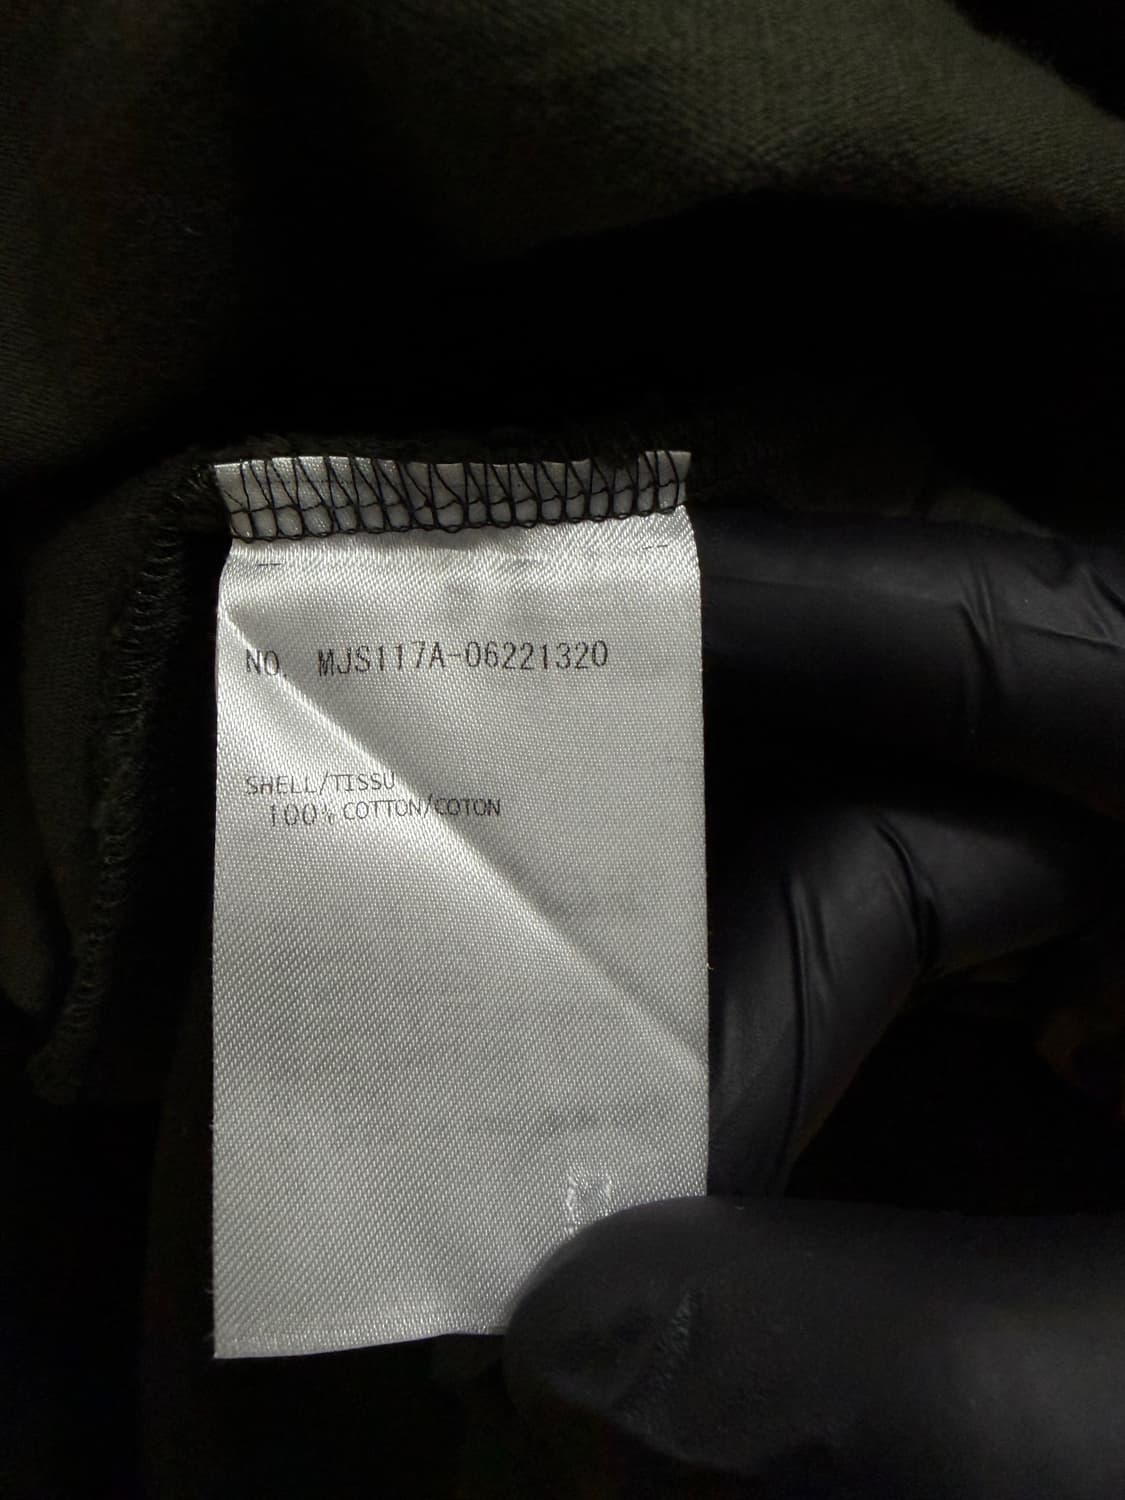 NO. MJS117A-06221320
SHELL/TISSU
100% COTTON/COTON